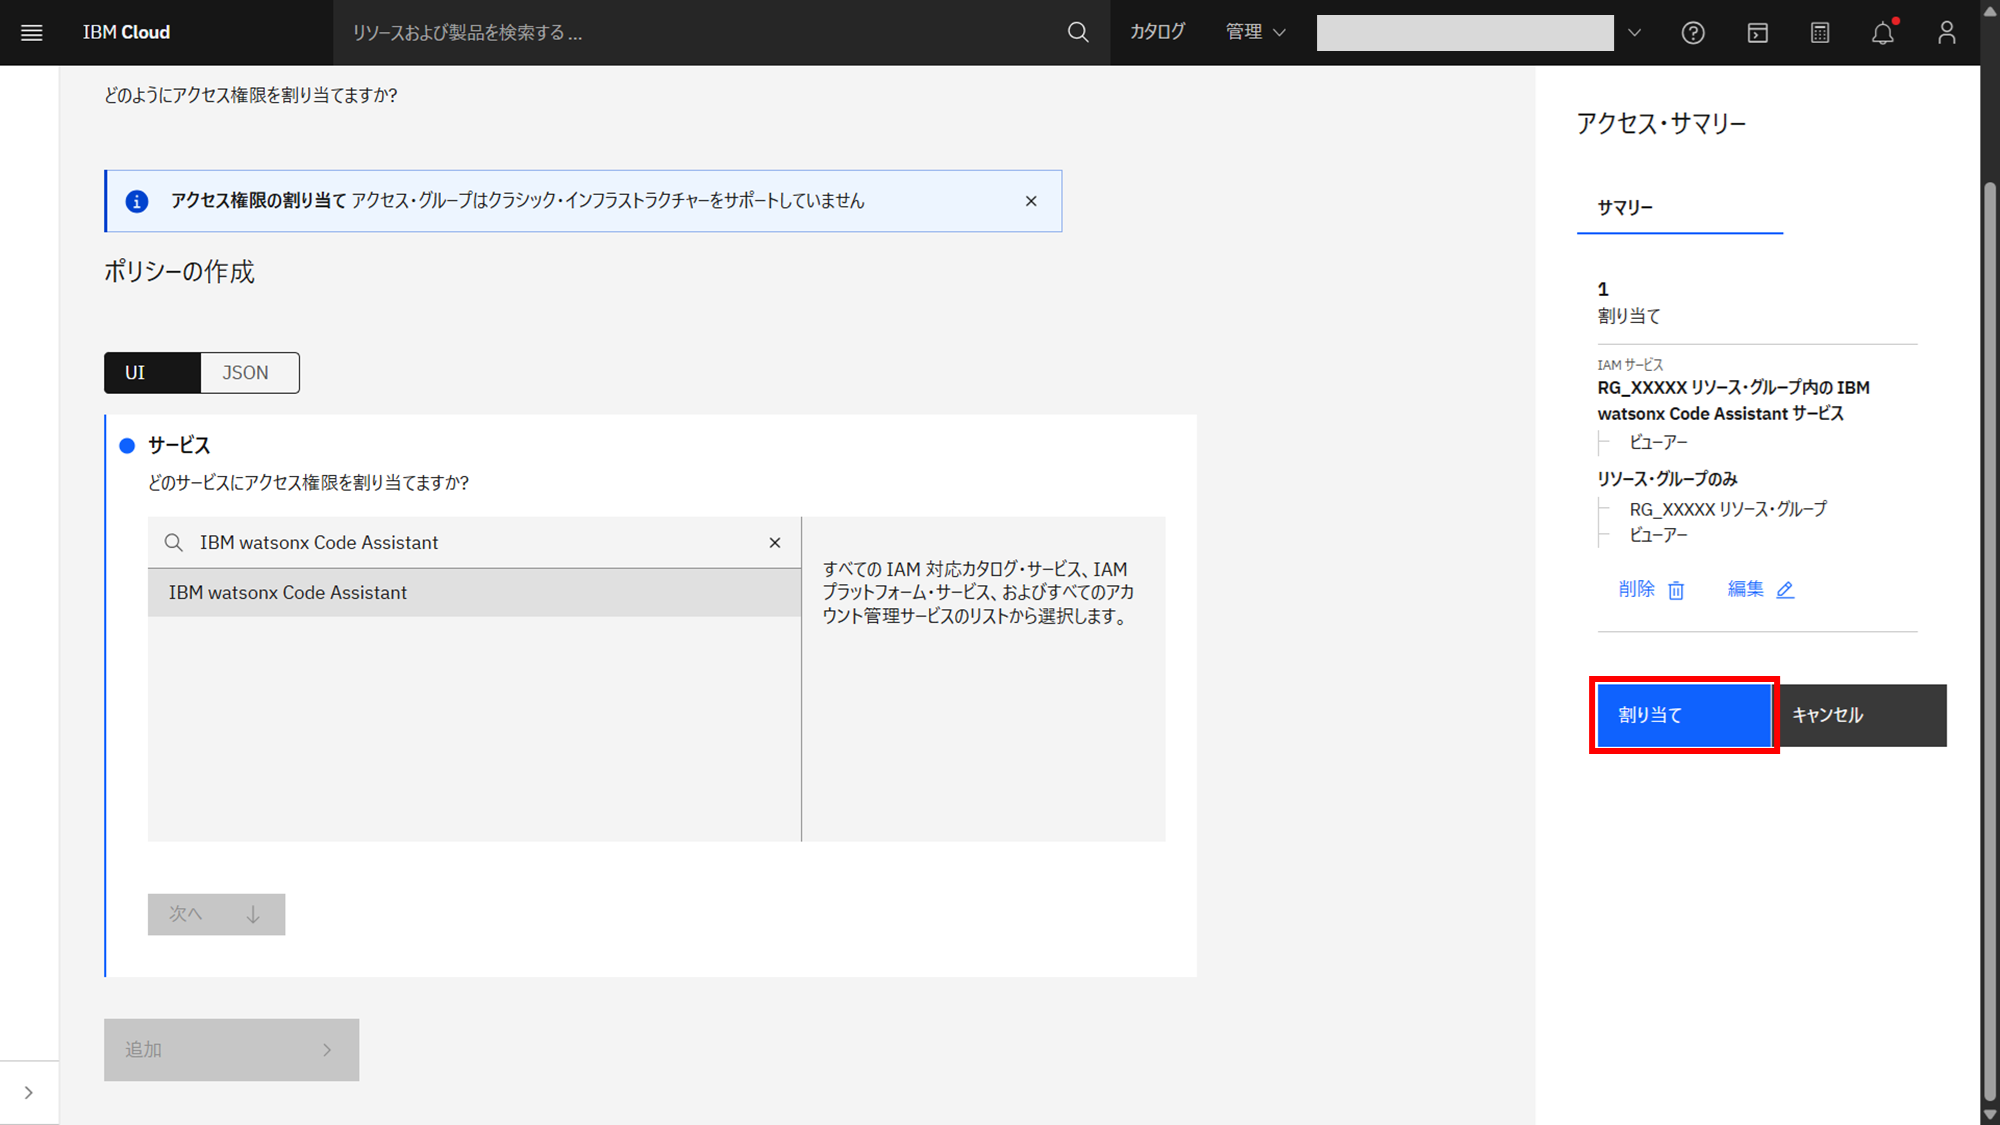 IBM Cloud
リソースおよび製品を検索する ...
カタログ
管理
どのようにアクセス権限を割り当てますか?
アクセス権限の割り当て アクセス・グループはクラシック・インフラストラクチャーをサポートしていません
ポリシーの作成
UI
JSON
サービス
どのサービスにアクセス権限を割り当てますか?
IBM watsonx Code Assistant
IBM watsonx Code Assistant
すべての IAM 対応カタログ・サービス、IAM
プラットフォーム・サービス、およびすべてのアカ
ウント管理サービスのリストから選択します。
次へ
追加
アクセス・サマリー
サマリー
1
割り当て
IAM サービス
RG_XXXXX リソース・グループ内の IBM
watsonx Code Assistant サービス
ビューアー
リソース・グループのみ
RG_XXXXX リソース・グループ
ビューアー
削除
編集
割り当て
キャンセル